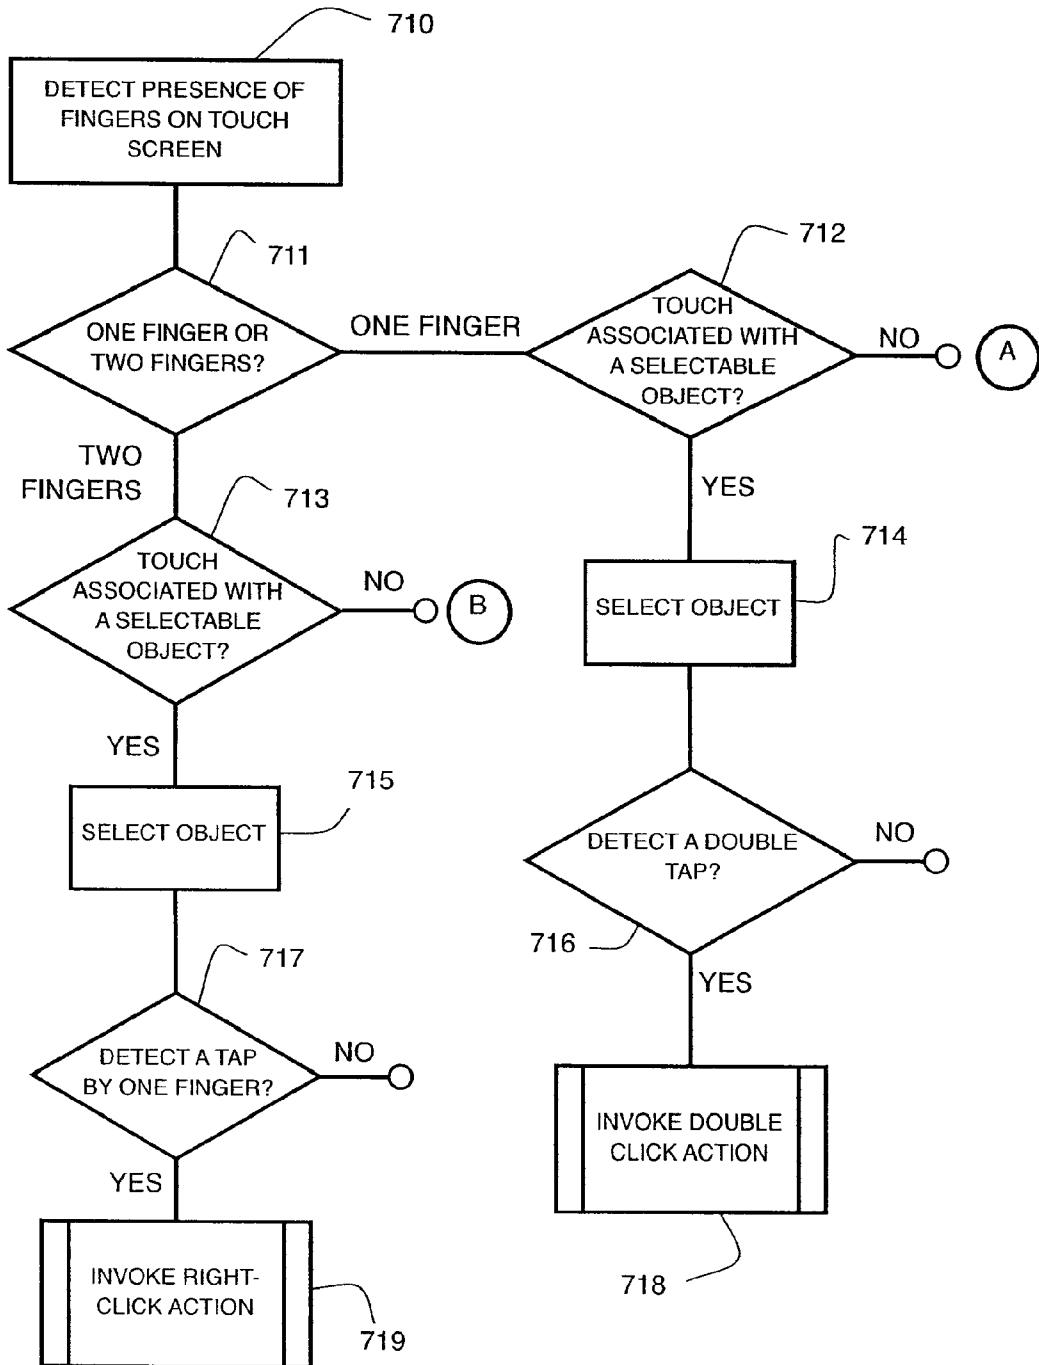 710
DETECT PRESENCE OF
FINGERS ON TOUCH
SCREEN
711
ONE FINGER OR
TWO FINGERS?
ONE FINGER
712
TOUCH
ASSOCIATED WITH
A SELECTABLE
OBJECT?
NO
A
TWO
FINGERS
713
TOUCH
ASSOCIATED WITH
A SELECTABLE
OBJECT?
NO
B
YES
714
SELECT OBJECT
YES
715
SELECT OBJECT
DETECT A DOUBLE
TAP?
NO
716
YES
717
DETECT A TAP
BY ONE FINGER?
NO
INVOKE DOUBLE
CLICK ACTION
718
YES
INVOKE RIGHT-
CLICK ACTION
719